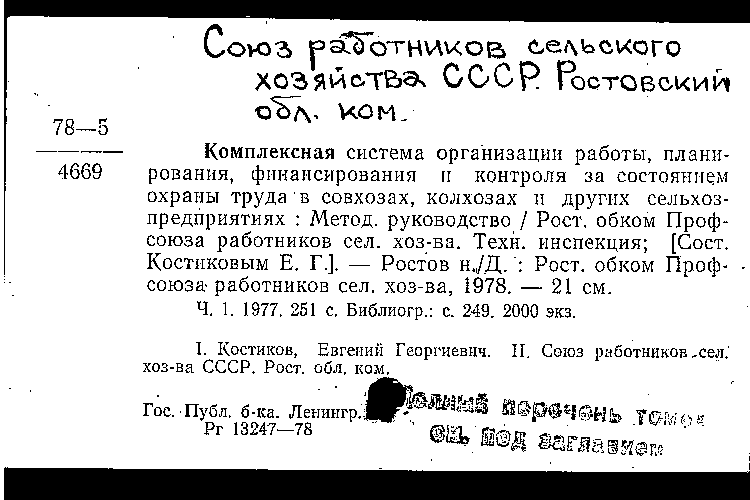 Союз работников сельского
хозяйства СССР. Ростовский
обл. ком.
78—5
4669
Комплексная система организации работы, плани-
рования, финансирования и контроля за состоянием
охраны труда в совхозах, колхозах и других сельхоз-
предприятиях : Метод. руководство / Рост. обком Проф-
союза работников сел. хоз-ва. Техн. инспекция; [Сост.
Костиковым Е. Г.]. — Ростов н/Д. : Рост. обком Проф-
союза работников сел. хоз-ва, 1978. — 21 см.
Ч. 1. 1977. 251 с. Библиогр.: с. 249. 2000 экз.
I. Костиков, Евгений Георгиевич. II. Союз работников сел.
хоз-ва СССР. Рост. обл. ком.
Гос. Публ. б-ка. Ленингр.
Рг 13247—78
Полный перечень томов
см. под заглавием